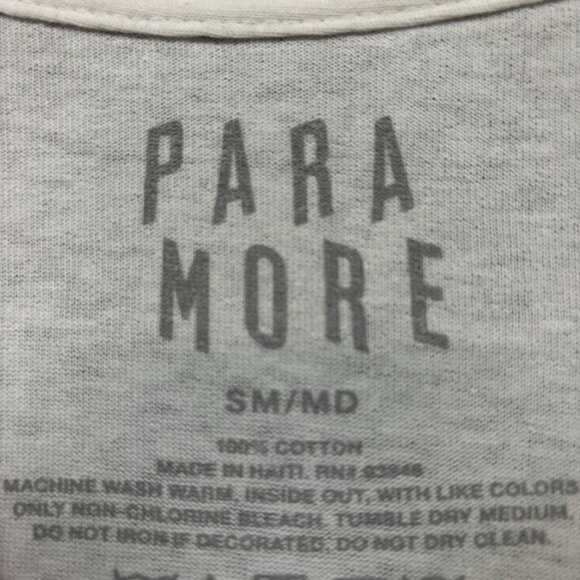 PARA
MORE
SM/MD
100% COTTON
MADE IN HAITI. RN# 93846
MACHINE WASH WARM, INSIDE OUT, WITH LIKE COLORS
ONLY NON-CHLORINE BLEACH. TUMBLE DRY MEDIUM.
DO NOT IRON IF DECORATED. DO NOT DRY CLEAN.